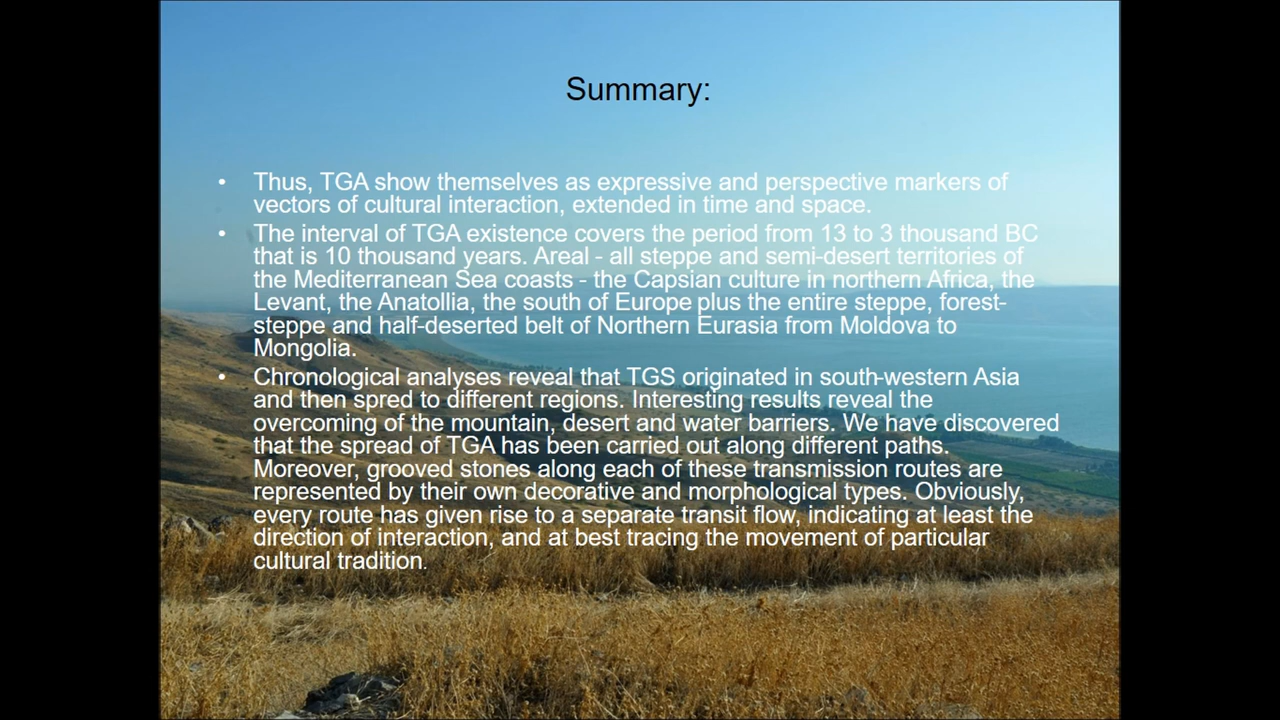 Summary:
• Thus, TGA show themselves as expressive and perspective markers of
vectors of cultural interaction, extended in time and space.
• The interval of TGA existence covers the period from 13 to 3 thousand BC
that is 10 thousand years. Areal - all steppe and semi-desert territories of
the Mediterranean Sea coasts - the Capsian culture in northern Africa, the
Levant, the Anatollia, the south of Europe plus the entire steppe, forest-
steppe and half-deserted belt of Northern Eurasia from Moldova to
Mongolia.
• Chronological analyses reveal that TGS originated in south-western Asia
and then spred to different regions. Interesting results reveal the
overcoming of the mountain, desert and water barriers. We have discovered
that the spread of TGA has been carried out along different paths.
Moreover, grooved stones along each of these transmission routes are
represented by their own decorative and morphological types. Obviously,
every route has given rise to a separate transit flow, indicating at least the
direction of interaction, and at best tracing the movement of particular
cultural tradition.